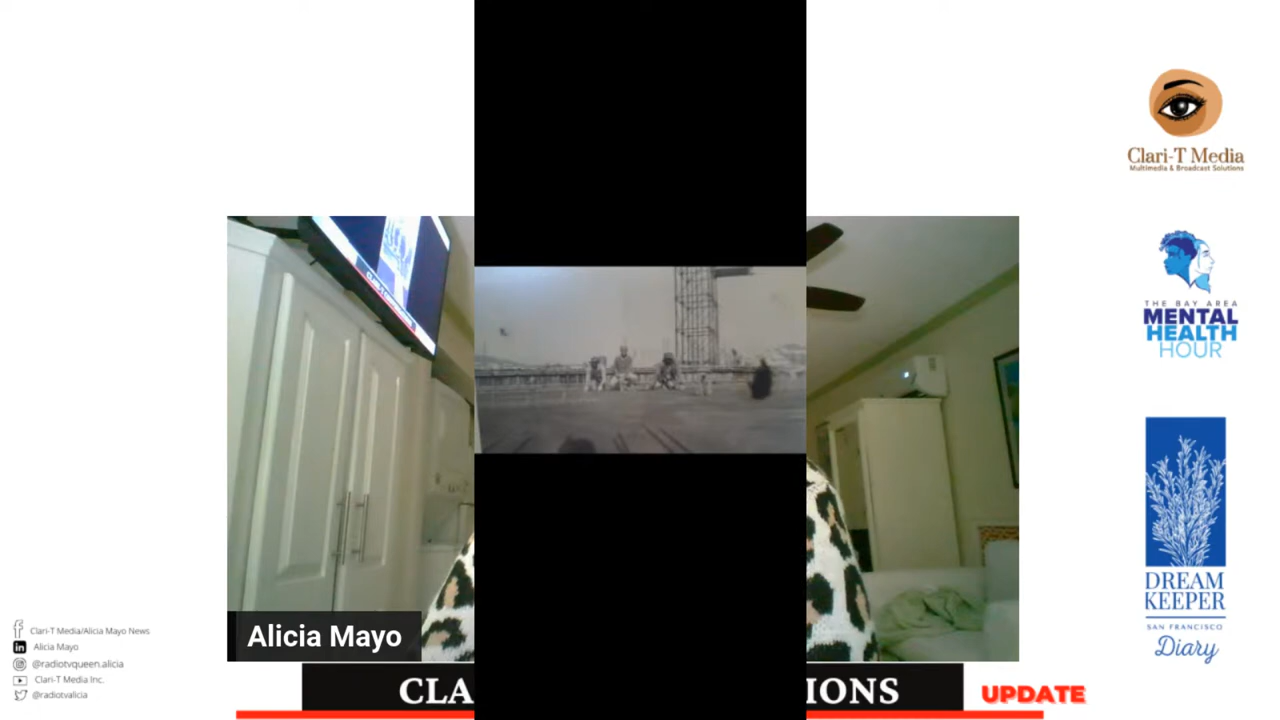 Clari-T Media
Multimedia & Broadcast Solutions
THE BAY AREA
MENTAL
HEALTH
HOUR
DREAM
KEEPER
SAN FRANCISCO
Diary
Clari-T Media/Alicia Mayo News
Alicia Mayo
@radiotvqueen.alicia
Clari-T Media Inc.
@radiotvalicia
Alicia Mayo
CLA IONS
UPDATE